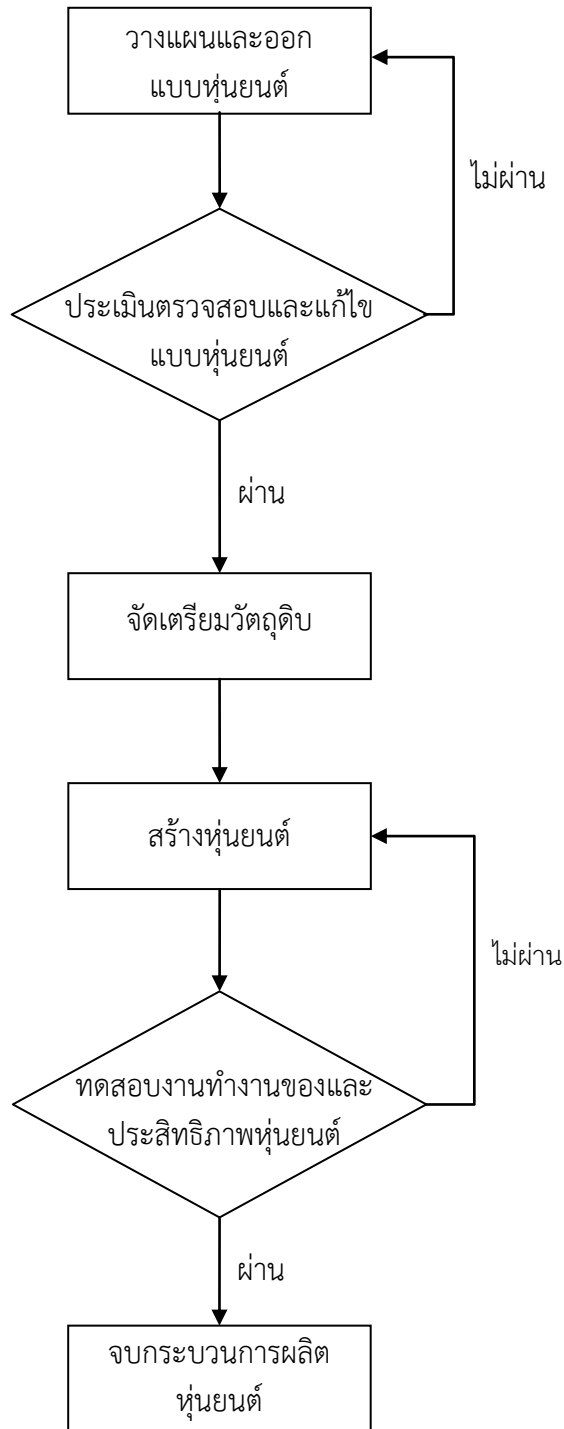 วางแผนและออก
แบบหุ่นยนต์
ไม่ผ่าน
ประเมินตรวจสอบและแก้ไข
แบบหุ่นยนต์
ผ่าน
จัดเตรียมวัตถุดิบ
สร้างหุ่นยนต์
ไม่ผ่าน
ทดสอบงานทำงานของและ
ประสิทธิภาพหุ่นยนต์
ผ่าน
จบกระบวนการผลิต
หุ่นยนต์